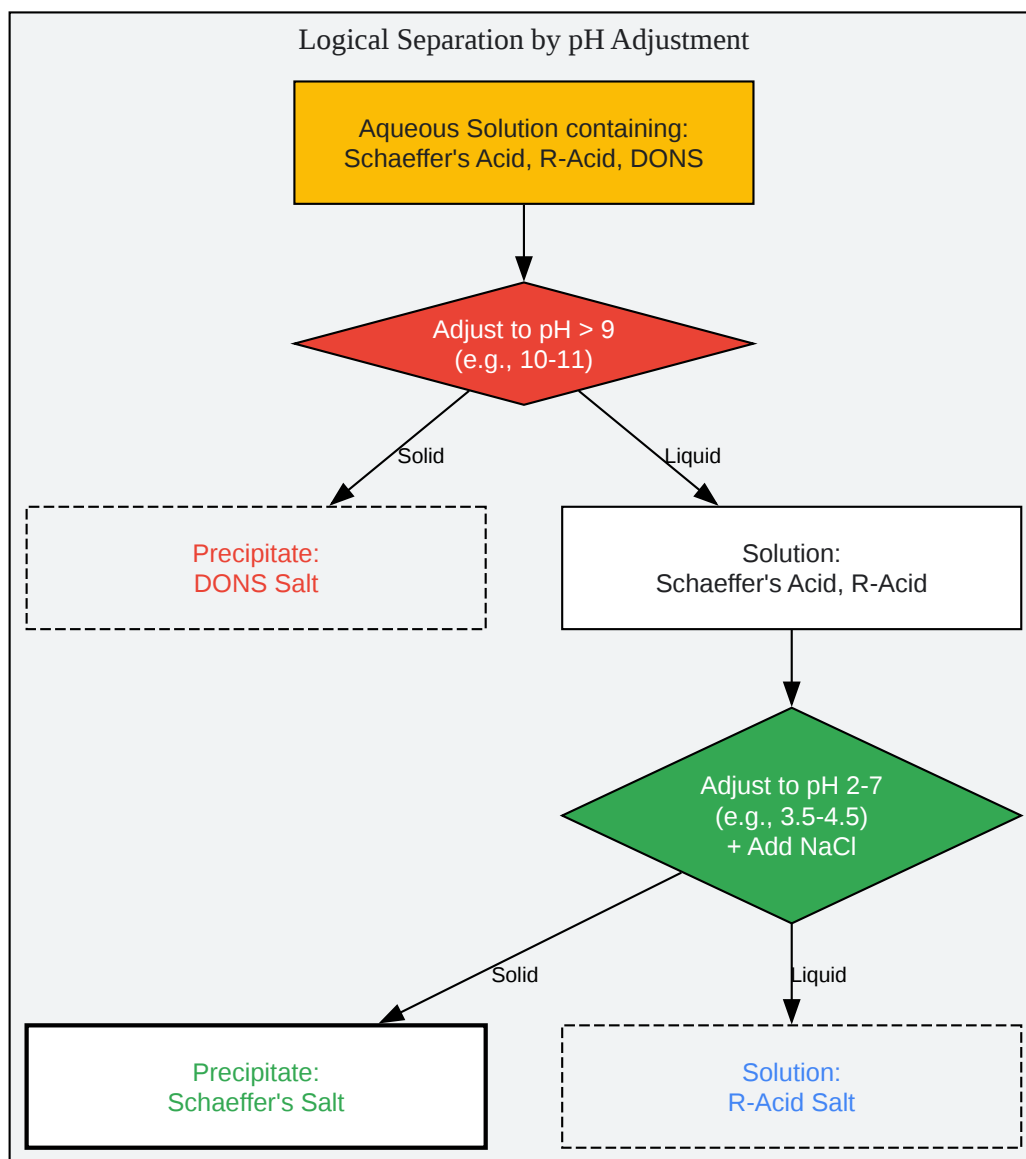 Logical Separation by pH Adjustment
Aqueous Solution containing:
Schaeffer's Acid, R-Acid, DONS
Adjust to pH > 9
(e.g., 10-11)
Solid
Liquid
Precipitate:
DONS Salt
Solution:
Schaeffer's Acid, R-Acid
Adjust to pH 2-7
(e.g., 3.5-4.5)
+ Add NaCl
Solid
Liquid
Precipitate:
Schaeffer's Salt
Solution:
R-Acid Salt